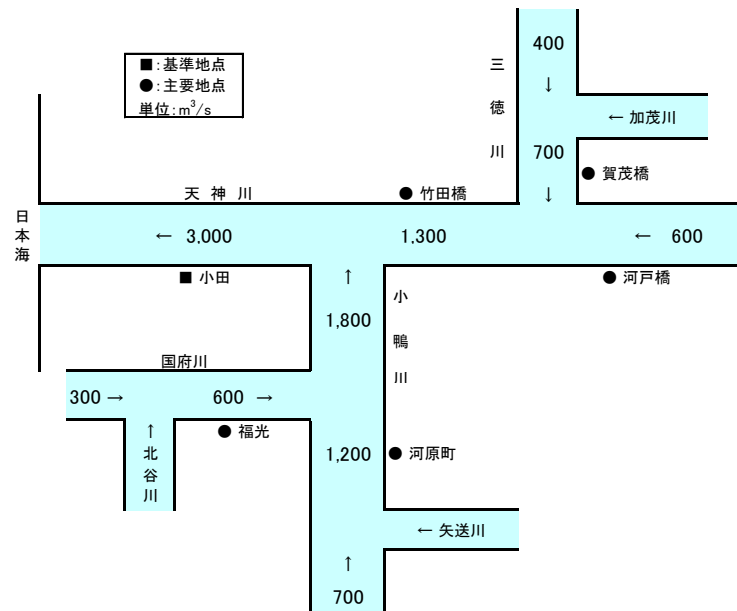 ■:基準地点
●:主要地点
単位:m³/s
三徳川
400
↓
← 加茂川
700
↓
● 賀茂橋
天神川
● 竹田橋
日本海
← 3,000
1,300
← 600
■ 小田
↑
小鴨川
● 河戸橋
1,800
国府川
300 →
600 →
↑
北谷川
● 福光
1,200
● 河原町
← 矢送川
↑
700